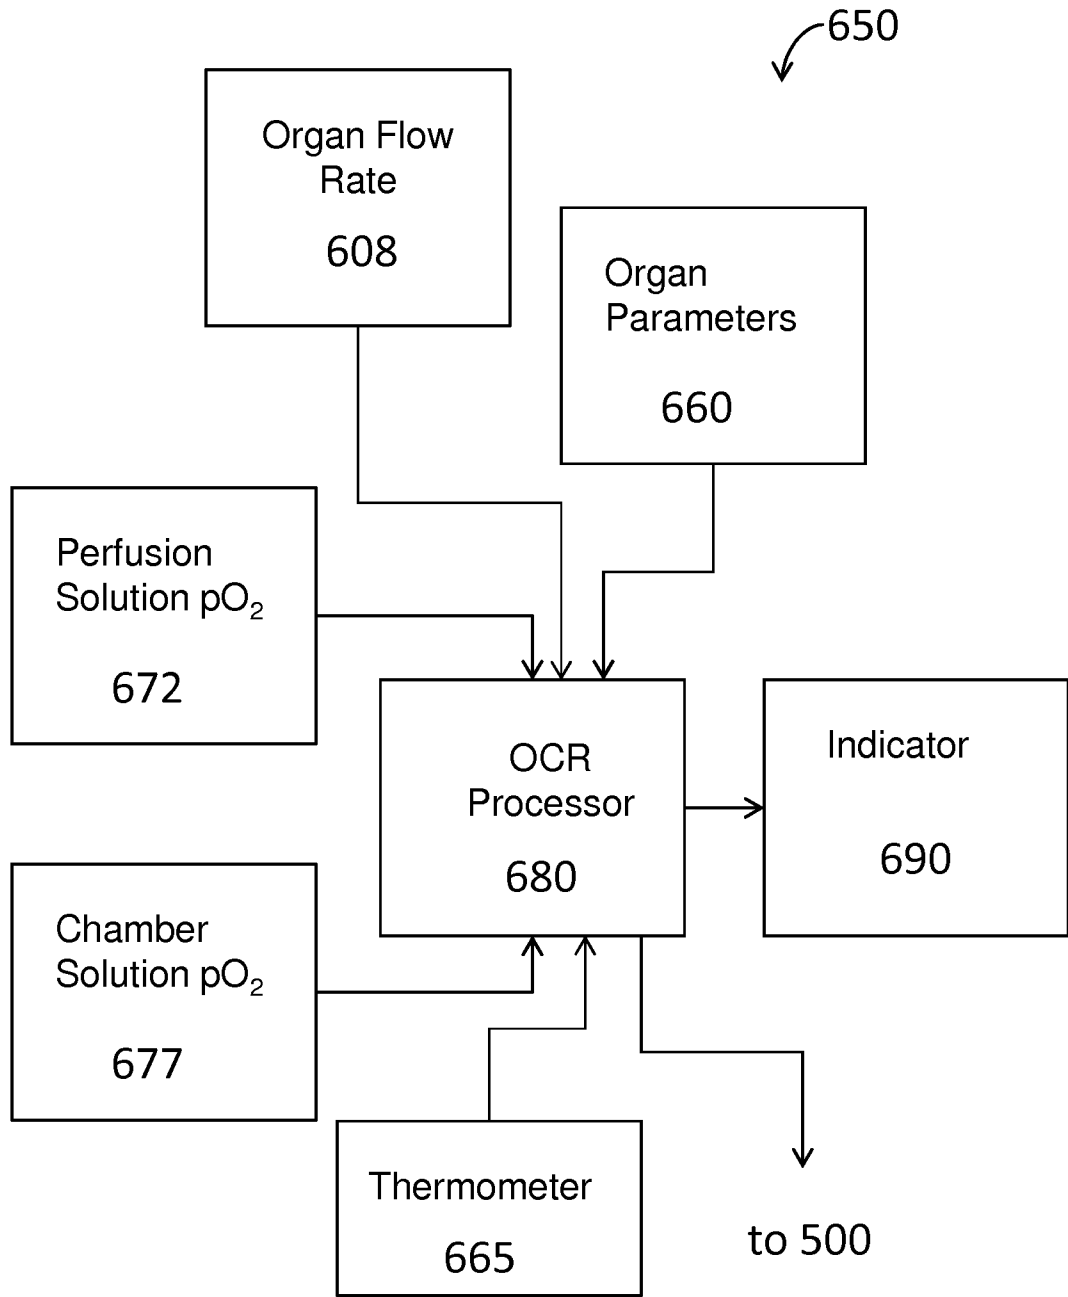 650
Organ Flow
Rate
608
Organ
Parameters
660
Perfusion
Solution pO₂
672
OCR
Processor
680
Indicator
690
Chamber
Solution pO₂
677
Thermometer
665
to 500